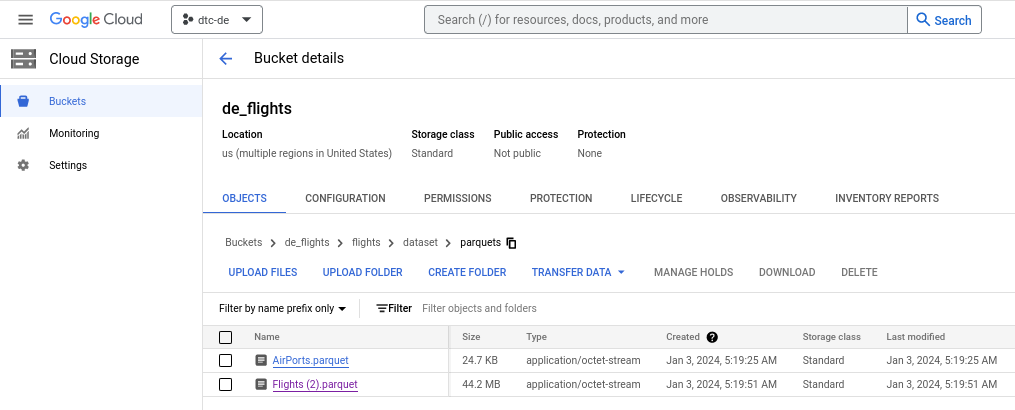 Google Cloud
dtc-de
Search (/) for resources, docs, products, and more
Search
Cloud Storage
Bucket details
Buckets
Monitoring
Settings
de_flights
Location Storage class Public access Protection
us (multiple regions in United States) Standard Not public None
OBJECTS CONFIGURATION PERMISSIONS PROTECTION LIFECYCLE OBSERVABILITY INVENTORY REPORTS
Buckets > de_flights > flights > dataset > parquets
UPLOAD FILES UPLOAD FOLDER CREATE FOLDER TRANSFER DATA MANAGE HOLDS DOWNLOAD DELETE
Filter by name prefix only Filter Filter objects and folders
Name Size Type Created ? Storage class Last modified
AirPorts.parquet 24.7 KB application/octet-stream Jan 3, 2024, 5:19:25 AM Standard Jan 3, 2024, 5:19:25 AM
Flights (2).parquet 44.2 MB application/octet-stream Jan 3, 2024, 5:19:51 AM Standard Jan 3, 2024, 5:19:51 AM